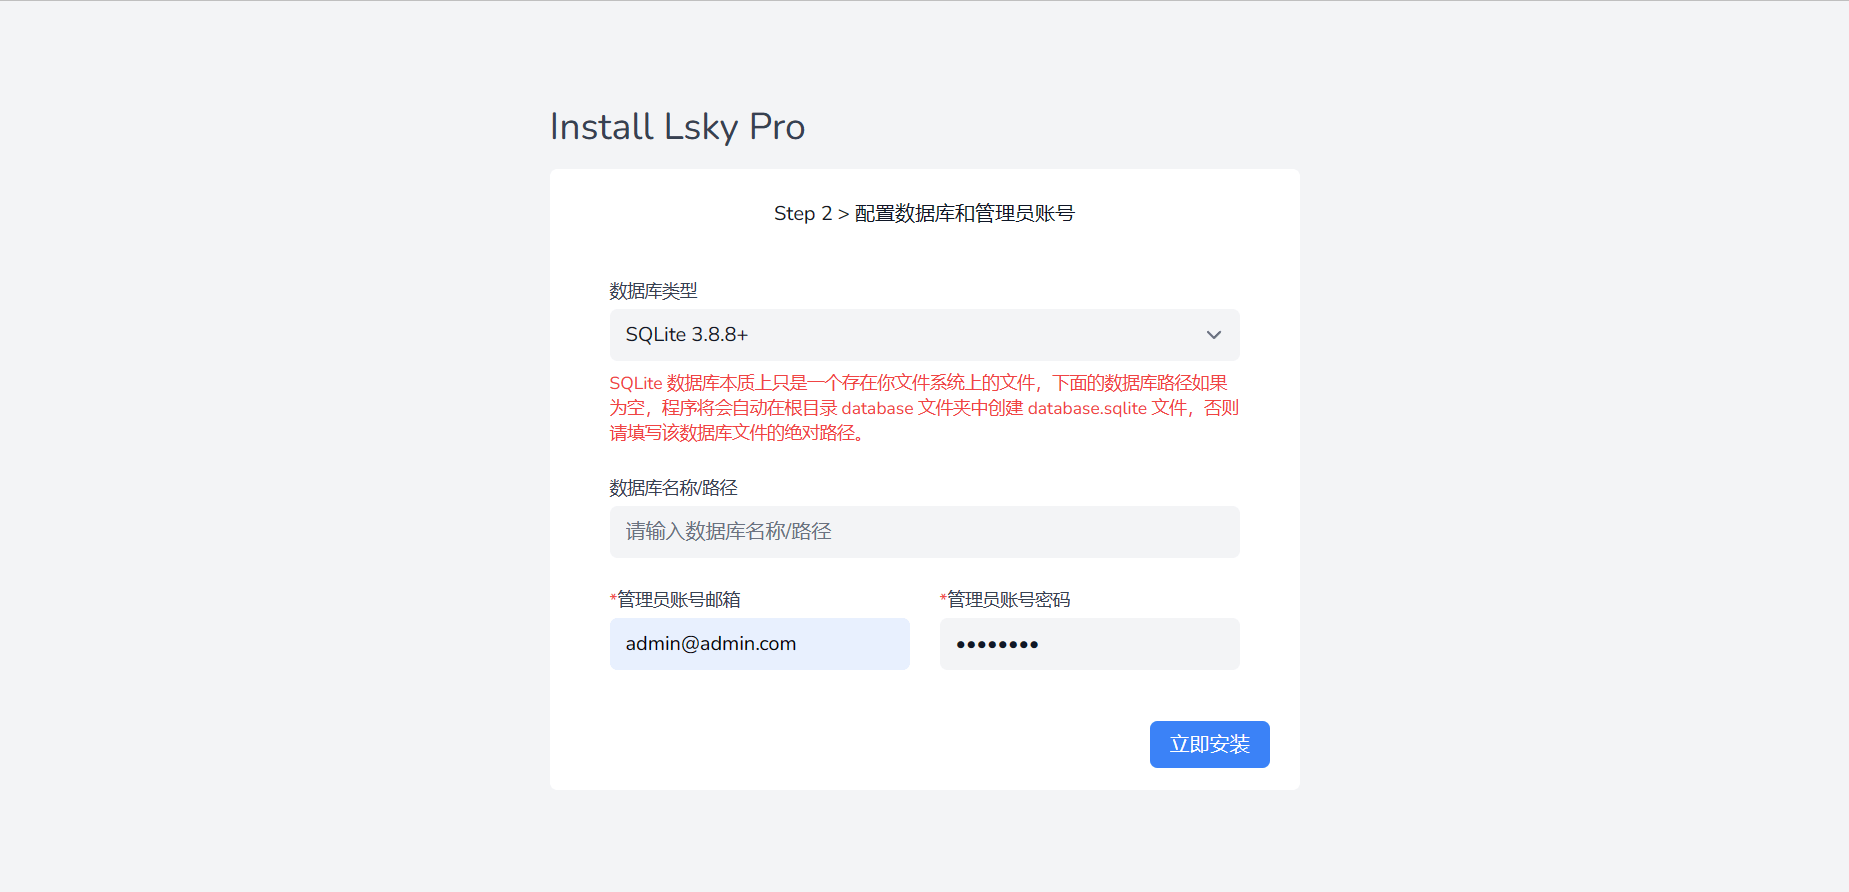 Install Lsky Pro
Step 2 > 配置数据库和管理员账号
数据库类型
SQLite 3.8.8+
SQLite 数据库本质上只是一个存在你文件系统上的文件，下面的数据库路径如果
为空，程序将会自动在根目录 database 文件夹中创建 database.sqlite 文件，否则
请填写该数据库文件的绝对路径。
数据库名称/路径
请输入数据库名称/路径
*管理员账号邮箱
*管理员账号密码
admin@admin.com
••••••••
立即安装